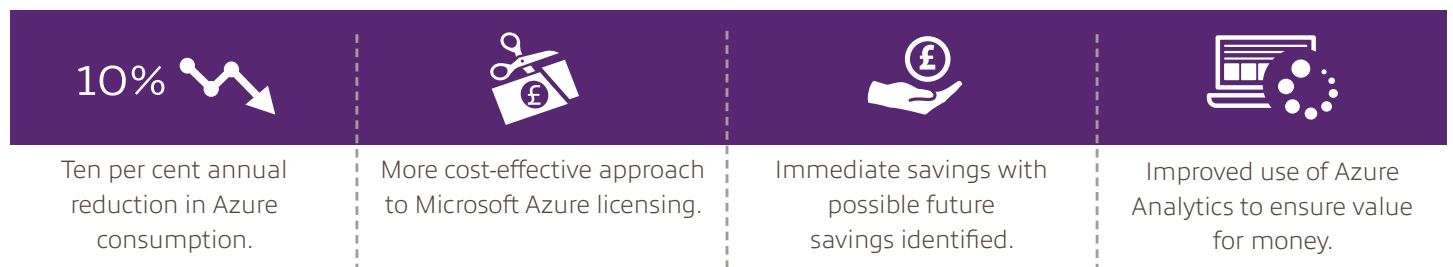 10%
£
£
Ten per cent annual
reduction in Azure
consumption.
More cost-effective approach
to Microsoft Azure licensing.
Immediate savings with
possible future
savings identified.
Improved use of Azure
Analytics to ensure value
for money.